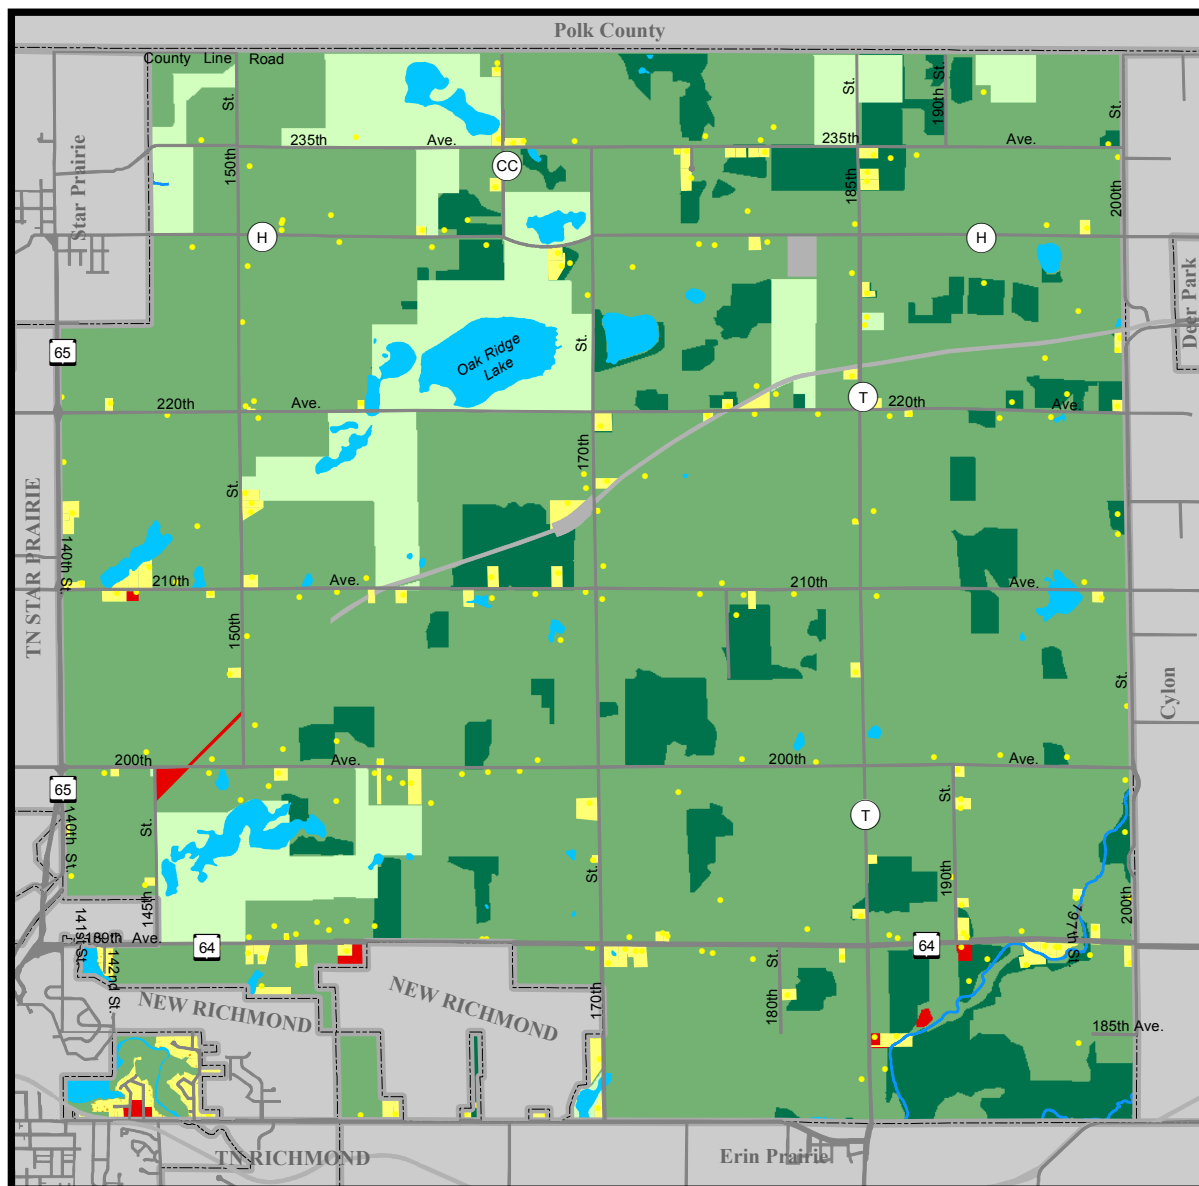 Polk County
County Line Road
St.
St.
190th St.
St.
235th Ave.
235th Ave.
Star Prairie
150th
CC
185th
200th
H
H
Deer Park
65
Oak Ridge
Lake
St.
T
220th Ave.
220th Ave.
170th
St.
St.
TN STAR PRAIRIE
140th St.
210th Ave.
210th Ave.
150th
St.
Cylon
200th Ave.
200th Ave.
65
140th St.
St.
St.
T
St.
190th
145th
200th
141st St.
189th Ave.
64
64
197th St
142nd St.
St.
180th
170th
NEW RICHMOND
NEW RICHMOND
185th Ave.
TN RICHMOND
Erin Prairie